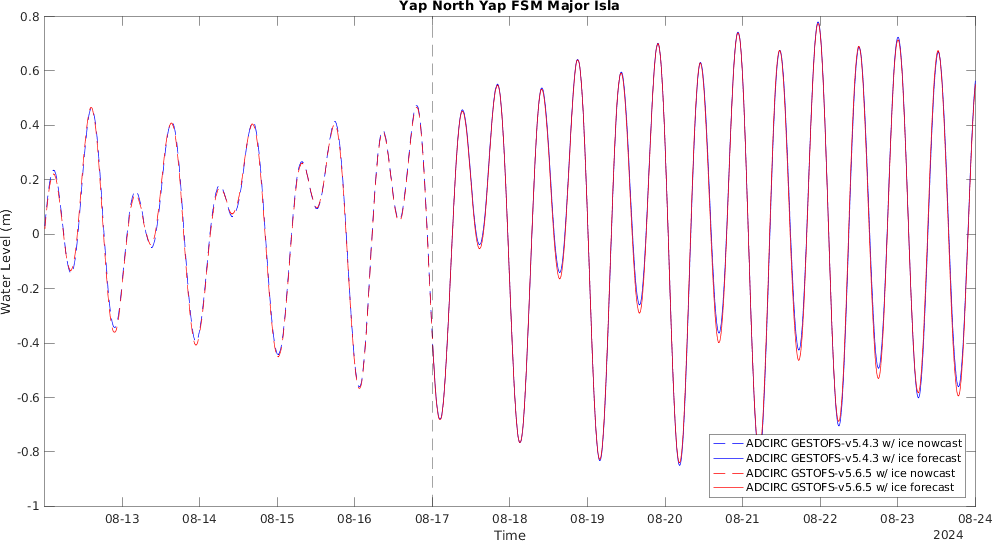 Yap North Yap FSM Major Isla
0.8
0.6
0.4
0.2
0
-0.2
-0.4
-0.6
-0.8
-1
Water Level (m)
ADCIRC GESTOFS-v5.4.3 w/ ice nowcast
ADCIRC GESTOFS-v5.4.3 w/ ice forecast
ADCIRC GSTOFS-v5.6.5 w/ ice nowcast
ADCIRC GSTOFS-v5.6.5 w/ ice forecast
08-13 08-14 08-15 08-16 08-17 08-18 08-19 08-20 08-21 08-22 08-23 08-24
Time
2024